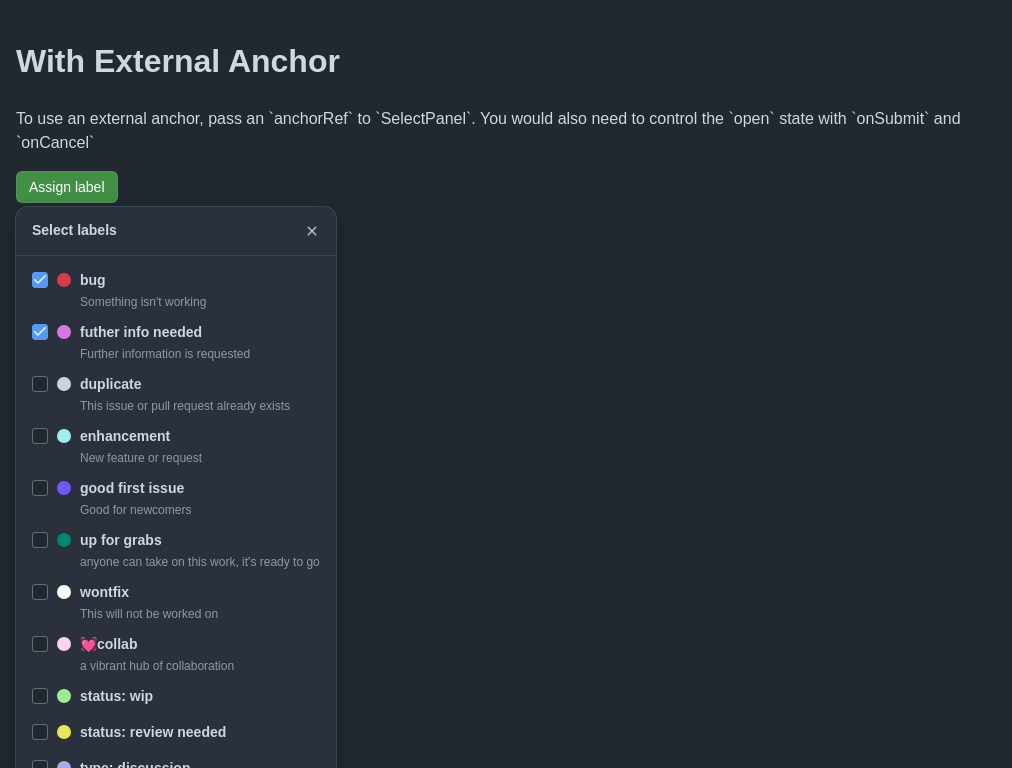 With External Anchor
To use an external anchor, pass an `anchorRef` to `SelectPanel`. You would also need to control the `open` state with `onSubmit` and
`onCancel`
Assign label
Select labels
bug
Something isn't working
futher info needed
Further information is requested
duplicate
This issue or pull request already exists
enhancement
New feature or request
good first issue
Good for newcomers
up for grabs
anyone can take on this work, it's ready to go
wontfix
This will not be worked on
💓collab
a vibrant hub of collaboration
status: wip
status: review needed
type: discussion